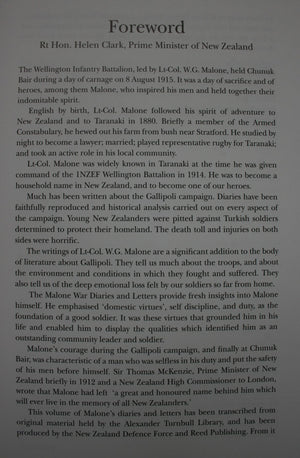 Foreword
Rt Hon. Helen Clark, Prime Minister of New Zealand
The Wellington Infantry Battalion, led by Lt-Col. W.G. Malone, held Chunuk
Bair during a day of carnage on 8 August 1915. It was a day of sacrifice and of
heroes, among them Malone, who inspired his men and held together their
indomitable spirit.
English by birth, Lt-Col. Malone followed his spirit of adventure to
New Zealand and to Taranaki in 1880. Briefly a member of the Armed
Constabulary, he hewed out his farm from bush near Stratford. He studied by
night to become a lawyer; married; played representative rugby for Taranaki;
and took an active role in his local community.
Lt-Col. Malone was widely known in Taranaki at the time he was given
command of the 1NZEF Wellington Battalion in 1914. He was to become a
household name in New Zealand, and to become one of our heroes.
Much has been written about the Gallipoli campaign. Diaries have been
faithfully reproduced and historical analysis carried out on every aspect of
the campaign. Young New Zealanders were pitted against Turkish soldiers
determined to protect their homeland. The death toll and injuries on both
sides were horrific.
The writings of Lt-Col. W.G. Malone are a significant addition to the body
of literature about Gallipoli. They tell us much about the troops, and about
the environment and conditions in which they fought and suffered. They
also tell us of the deep emotional loss felt by our soldiers so far from home.
The Malone War Diaries and Letters provide fresh insights into Malone
himself. He emphasised 'domestic virtues', self discipline, and duty, as the
foundation of a good soldier. It was these virtues that grounded him in his
life and enabled him to display the qualities which identified him as an
outstanding community leader and soldier.
Malone's courage during the Gallipoli campaign, and finally at Chunuk
Bair, was characteristic of a man who was selfless in his duty and put the safety
of his men before himself. Sir Thomas McKenzie, Prime Minister of New
Zealand briefly in 1912 and a New Zealand High Commissioner to London,
wrote that Malone had left 'a great and honoured name behind him which
will ever live in the memory of all New Zealanders.'
This volume of Malone's diaries and letters has been transcribed from
original material held by the Alexander Turnbull Library, and has been
produced by the New Zealand Defence Force and Reed Publishing. From it